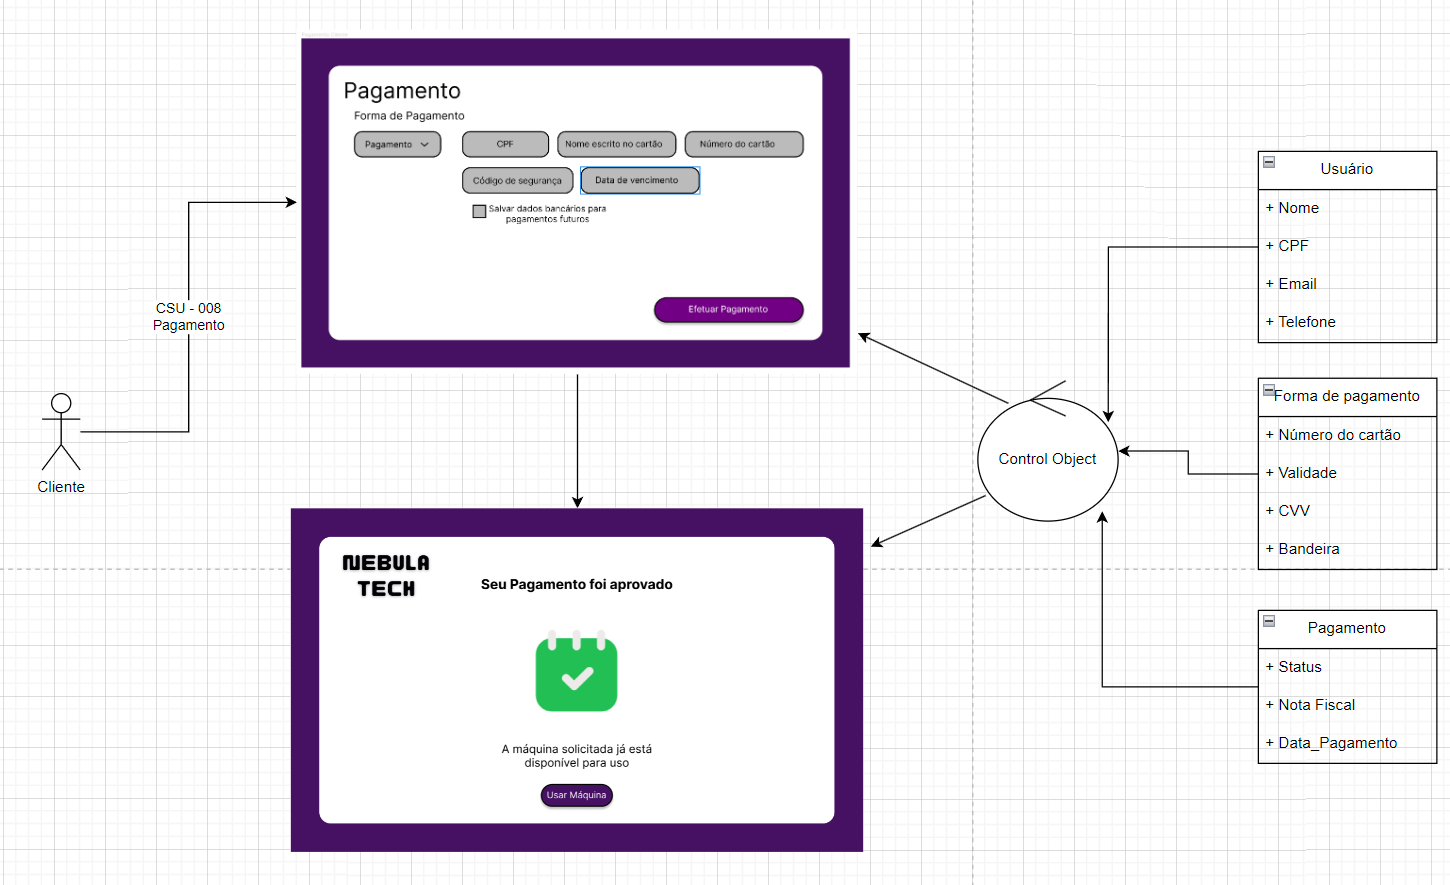 Pagamento
Forma de Pagamento
Pagamento
CPF
Nome escrito no cartão
Número do cartão
Código de segurança
Data de vencimento
Salvar dados bancários para
pagamentos futuros
Efetuar Pagamento
CSU - 008
Pagamento
Cliente
NEBULA
TECH
Seu Pagamento foi aprovado
A máquina solicitada já está
disponível para uso
Usar Máquina
Control Object
Usuário
+ Nome
+ CPF
+ Email
+ Telefone
Forma de pagamento
+ Número do cartão
+ Validade
+ CVV
+ Bandeira
Pagamento
+ Status
+ Nota Fiscal
+ Data_Pagamento